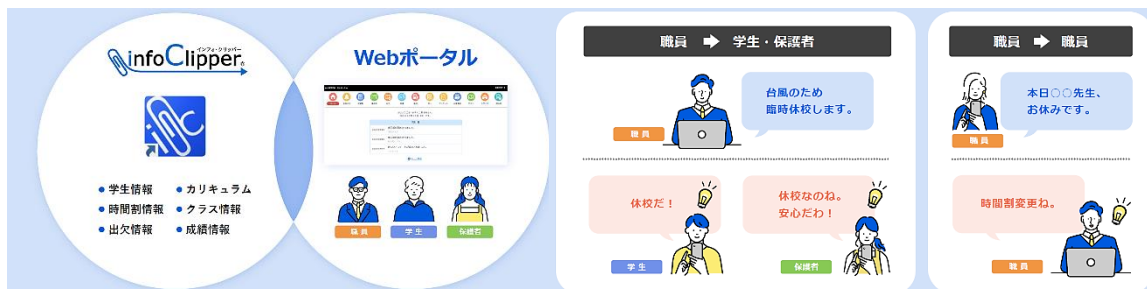 インフォ・クリッパー
infoClipper
inc
・学生情報 ・カリキュラム
・時間割情報 ・クラス情報
・出欠情報 ・成績情報
Webポータル
職員 学生 保護者
職員 ➡ 学生・保護者
台風のため
臨時休校します。
職員
休校だ！
学生
休校なのね。
安心だわ！
保護者
職員 ➡ 職員
本日○○先生、
お休みです。
職員
時間割変更ね。
職員